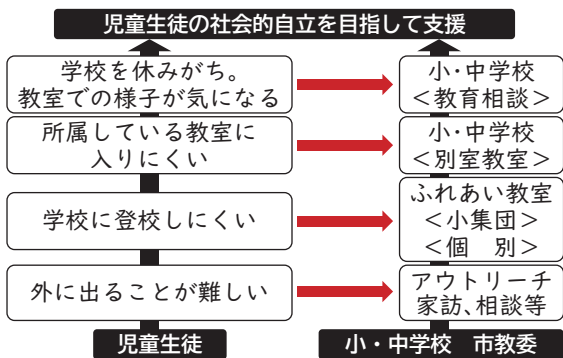 児童生徒の社会的自立を目指して支援
学校を休みがち。
教室での様子が気になる
小・中学校
＜教育相談＞
所属している教室に
入りにくい
小・中学校
＜別室教室＞
学校に登校しにくい
ふれあい教室
＜小集団＞
＜個　別＞
外に出ることが難しい
アウトリーチ
家訪、相談等
児童生徒
小・中学校　市教委